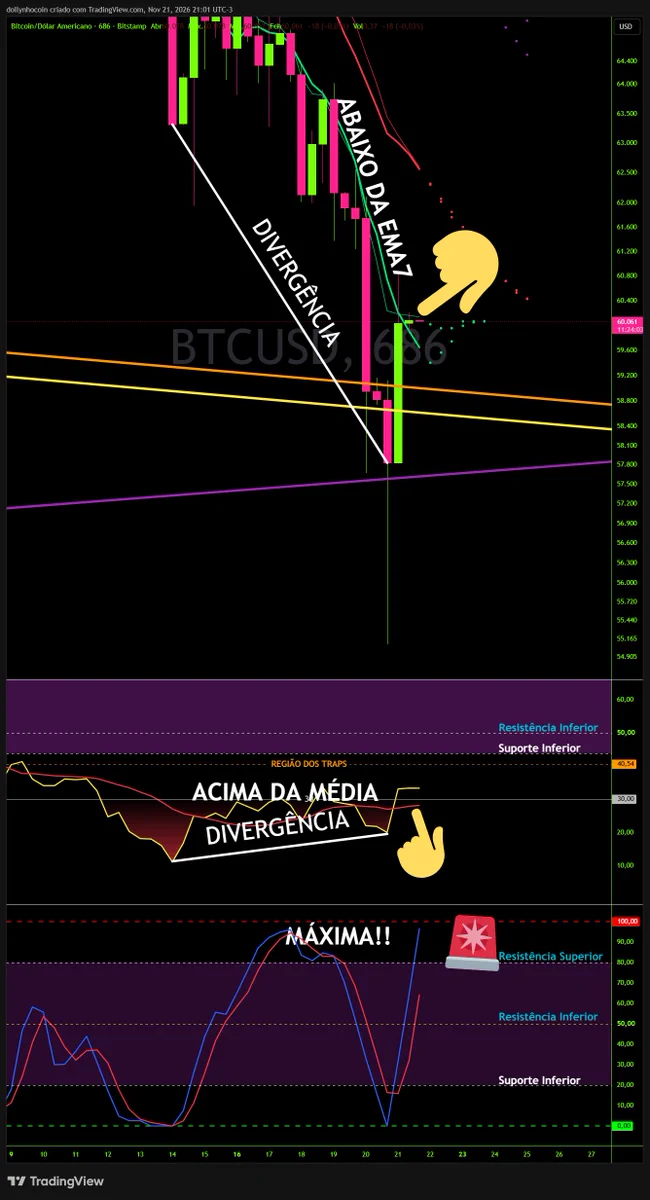 dollynhocoin criado com TradingView.com, Nov 21, 2026 21:01 UTC-3
Bitcoin/Dólar Americano · 686 · Bitstamp
USD
64.400
64.000
63.500
63.000
62.500
62.000
61.600
61.200
60.800
60.400
60.061
59.600
59.200
58.800
58.400
58.100
57.800
57.500
57.200
56.900
56.600
56.300
56.000
55.720
55.440
55.165
54.905
ABAIXO DA EMA7
DIVERGÊNCIA
BTCUSD, 686
60,00
Resistência Inferior
50,00
Suporte Inferior
REGIÃO DOS TRAPS
40,54
ACIMA DA MÉDIA
30,00
DIVERGÊNCIA
20,00
10,00
100,00
MÁXIMA!!
90,00
Resistência Superior
80,00
70,00
60,00
Resistência Inferior
50,00
40,00
30,00
Suporte Inferior
20,00
10,00
0,00
9 10 11 12 13 14 15 16 17 18 19 20 21 22 23 24 25 26 27
TradingView